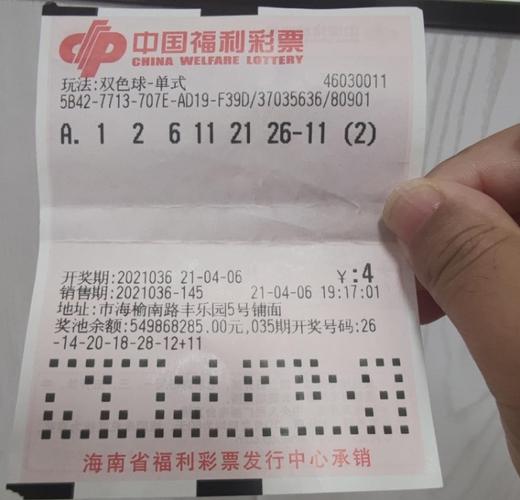 中国福利彩票
CHINA WELFARE LOTTERY
玩法:双色球-单式 46030011
5B42-7713-707E-AD19-F39D/37035636/80901
A. 1 2 6 11 21 26-11 (2)
开奖期:2021036 21-04-06 ¥:4
销售期:2021036-145 21-04-06 19:17:01
地址:市海榆南路丰乐园5号铺面
奖池余额:549868285.00元,035期开奖号码:26
-14-20-18-28-12+11
海南省福利彩票发行中心承销